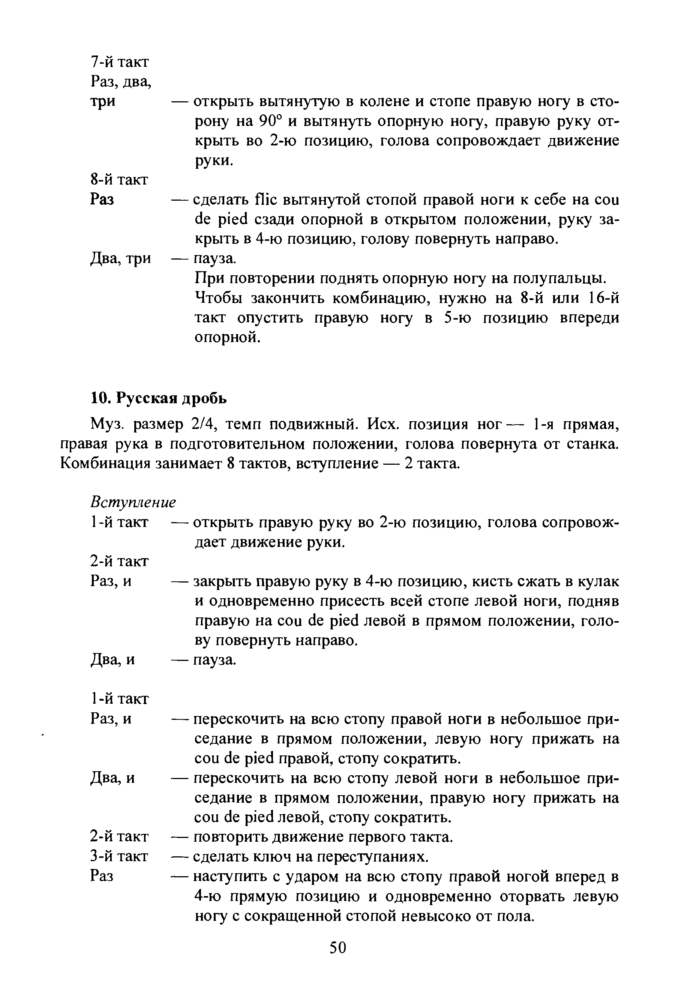 7-й такт
Раз, два,
три — открыть вытянутую в колене и стопе правую ногу в сто-
рону на 90° и вытянуть опорную ногу, правую руку от-
крыть во 2-ю позицию, голова сопровождает движение
руки.
8-й такт
Раз — сделать flic вытянутой стопой правой ноги к себе на cou
de pied сзади опорной в открытом положении, руку за-
крыть в 4-ю позицию, голову повернуть направо.
Два, три — пауза.
При повторении поднять опорную ногу на полупальцы.
Чтобы закончить комбинацию, нужно на 8-й или 16-й
такт опустить правую ногу в 5-ю позицию впереди
опорной.
10. Русская дробь
Муз. размер 2/4, темп подвижный. Исх. позиция ног — 1-я прямая,
правая рука в подготовительном положении, голова повернута от станка.
Комбинация занимает 8 тактов, вступление — 2 такта.
Вступление
1-й такт — открыть правую руку во 2-ю позицию, голова сопровож-
дает движение руки.
2-й такт
Раз, и — закрыть правую руку в 4-ю позицию, кисть сжать в кулак
и одновременно присесть всей стопе левой ноги, подняв
правую на cou de pied левой в прямом положении, голо-
ву повернуть направо.
Два, и — пауза.
1-й такт
Раз, и — перескочить на всю стопу правой ноги в небольшое при-
седание в прямом положении, левую ногу прижать на
cou de pied правой, стопу сократить.
Два, и — перескочить на всю стопу левой ноги в небольшое при-
седание в прямом положении, правую ногу прижать на
cou de pied левой, стопу сократить.
2-й такт — повторить движение первого такта.
3-й такт — сделать ключ на переступаниях.
Раз — наступить с ударом на всю стопу правой ногой вперед в
4-ю прямую позицию и одновременно оторвать левую
ногу с сокращенной стопой невысоко от пола.
50